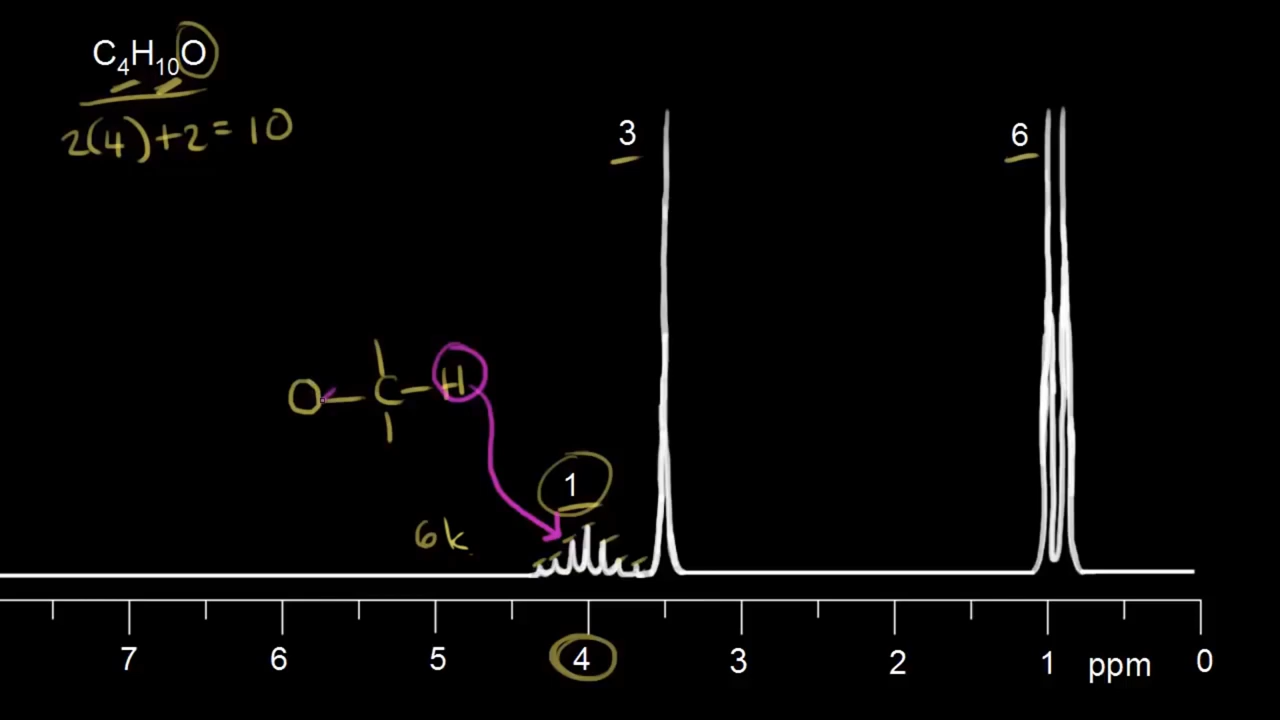 C₄H₁₀O
2(4)+2=10
3
6
O C H
1
6k
7 6 5 4 3 2 1 ppm 0